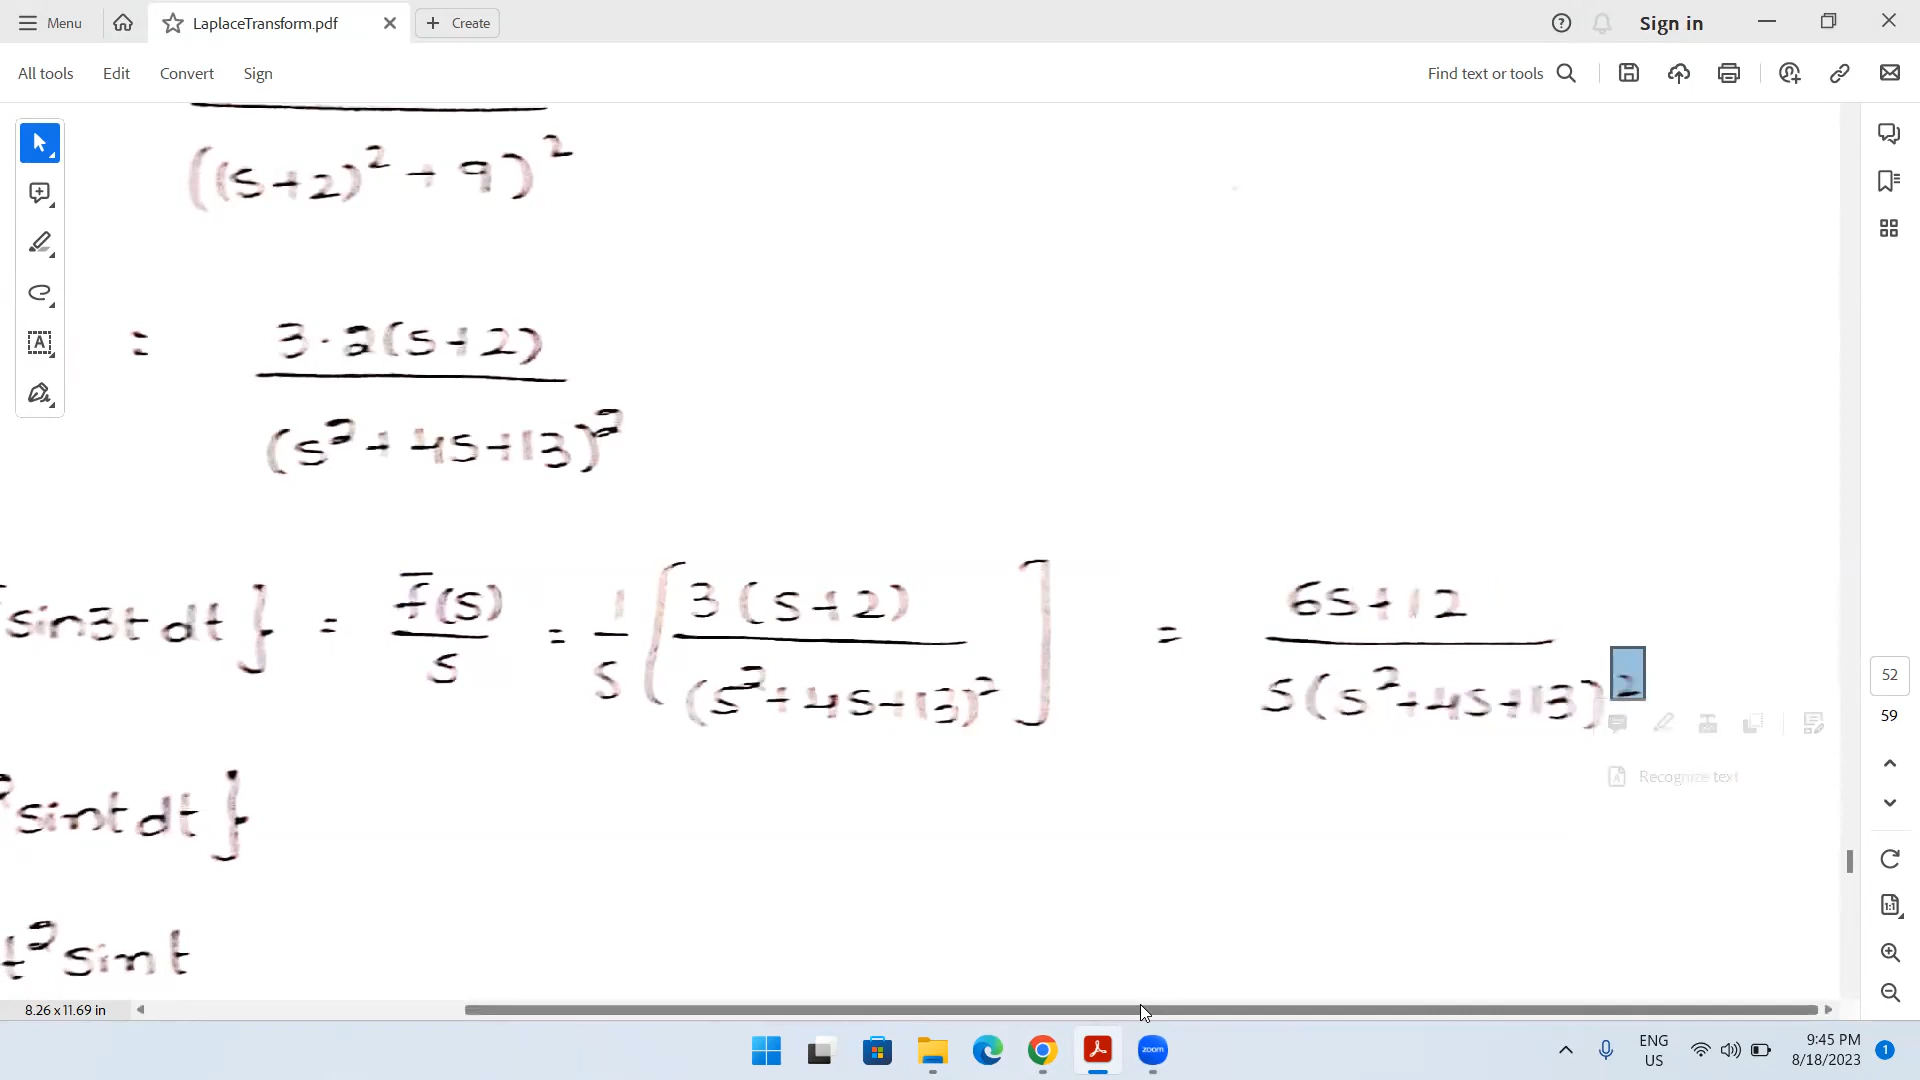 Menu LaplaceTransform.pdf Create Sign in
All tools Edit Convert Sign Find text or tools
((s+2)² + 9)²
= 3·2(s+2)
(s²+4s+13)²
sin3t dt} = f̅(s) / s = 1/s [3(s+2) / (s²+4s+13)²] = 6s+12 / s(s²+4s+13)²
52
59
Recognize text
²sint dt}
t² sint
8.26 x 11.69 in
zoom
ENG
US
9:45 PM
8/18/2023
1